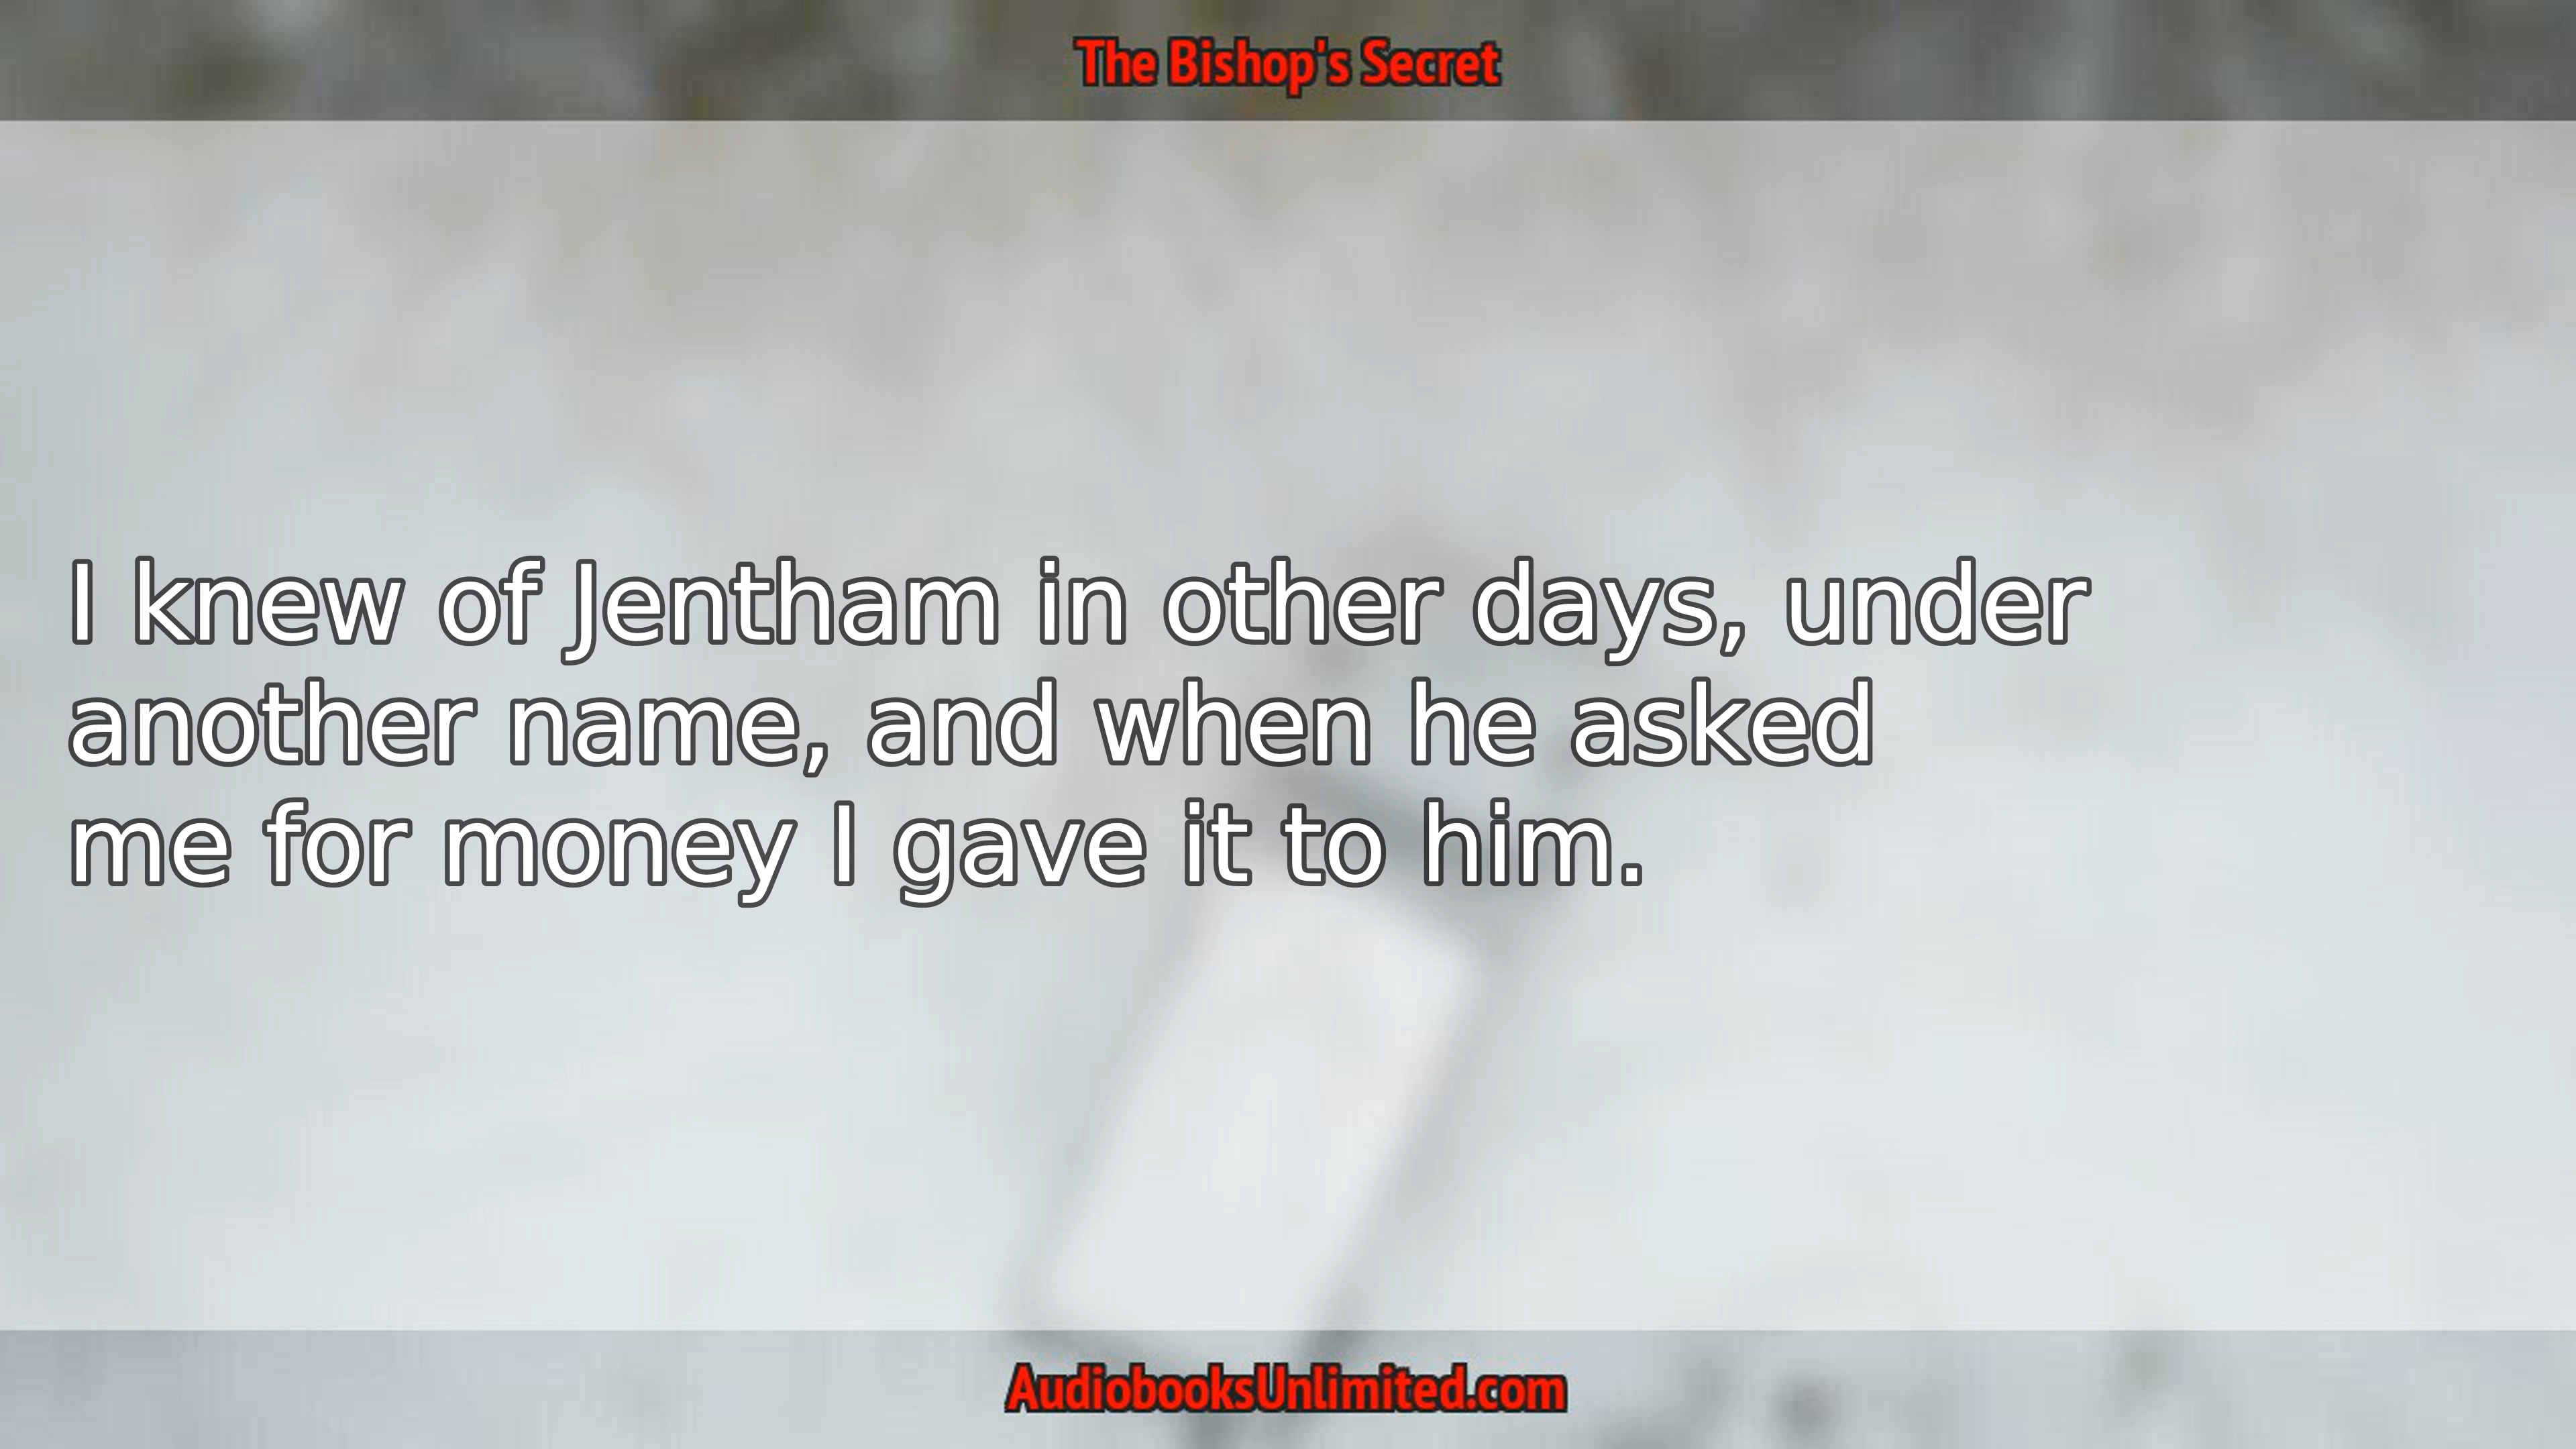 The Bishop's Secret
I knew of Jentham in other days, under
another name, and when he asked
me for money I gave it to him.
AudiobooksUnlimited.com